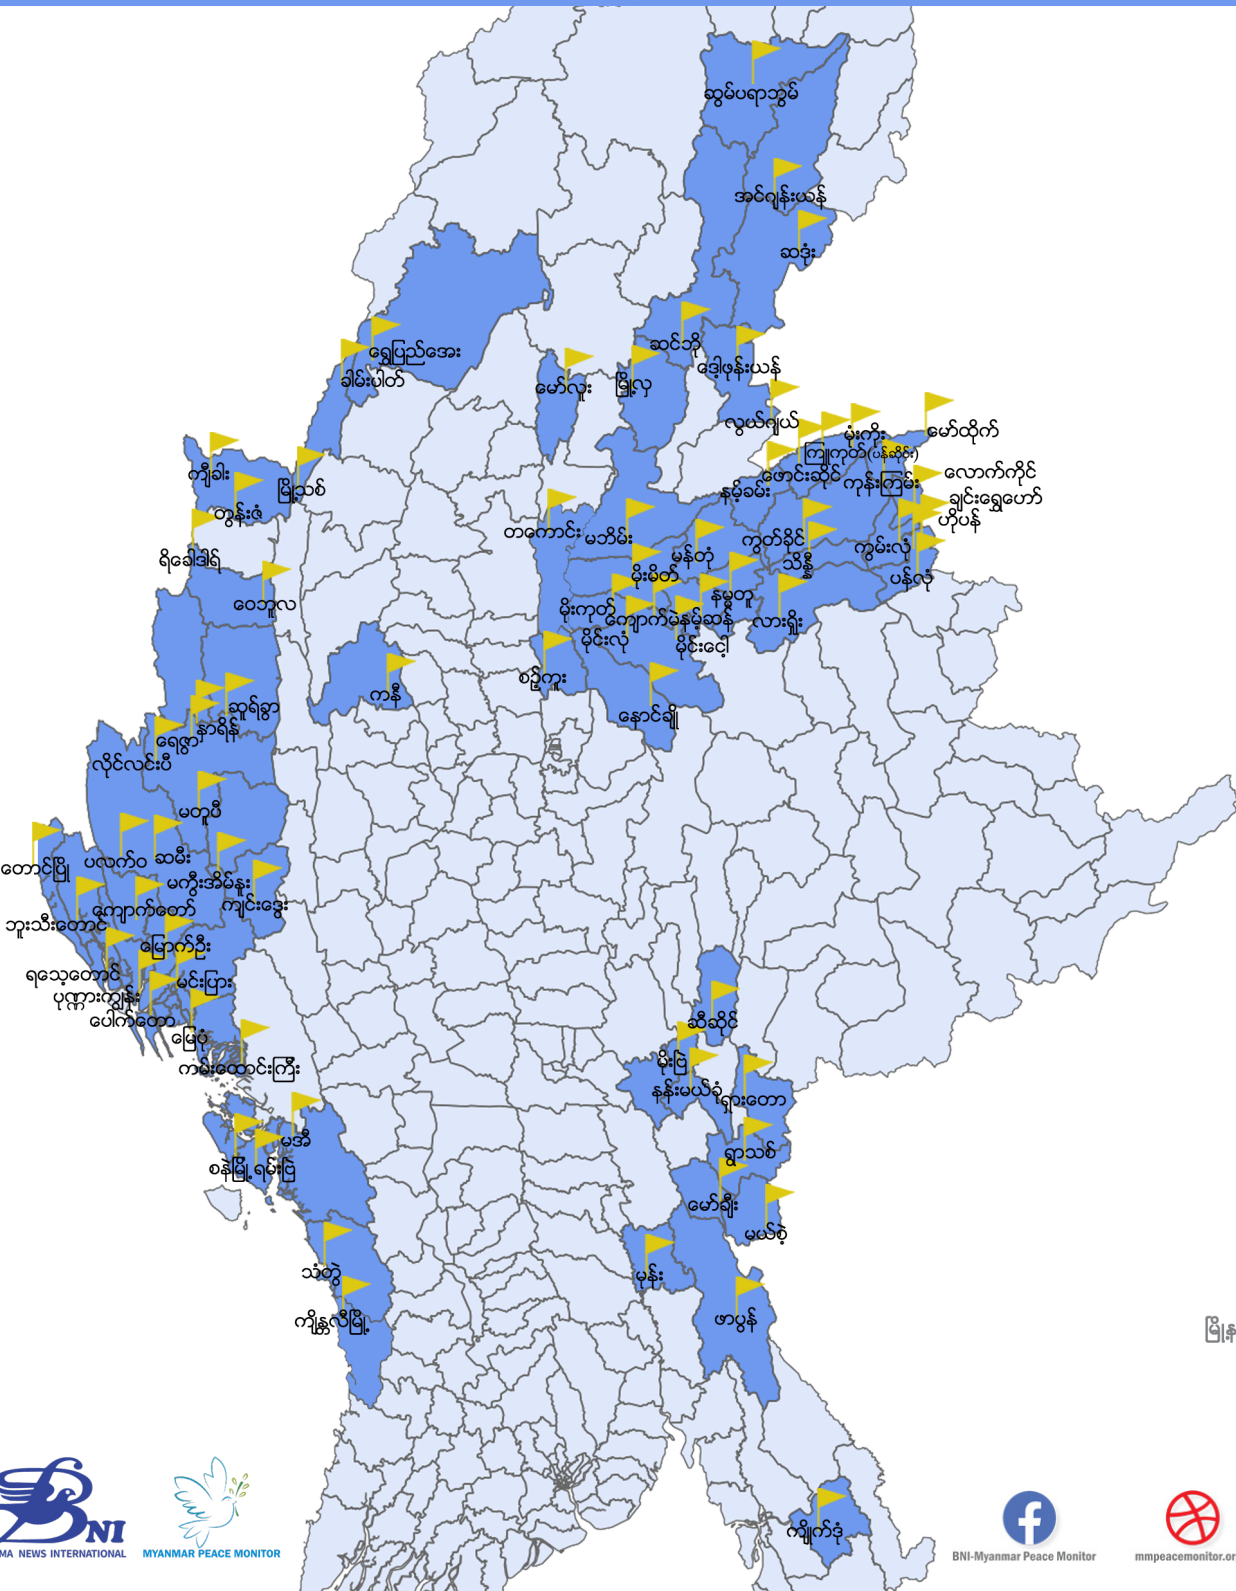 ဆွမ်ပရာဘွမ်
အင်ဂျန်းယန်
ဆဒုံး
ဆင်ဘို
ရွှေပြည်အေး
ဒေါ့ဖုန်းယန်
ခါမ်းပါတ်
မော်လူး
မြို့လှ
လွယ်ဂျယ်
မုံးကိုး
မော်ထိုက်
ကြူကုတ်(ပန်ဆိုင်း)
ကျီခါး
ဖောင်းဆိုင်
လောက်ကိုင်
ကုန်းကြမ်း
မြို့သစ်
နမ့်ခမ်း
ချင်းရွှေဟော်
တွန်းဇံ
ဟိုပန်
တကောင်း
မဘိမ်း
ကွတ်ခိုင်
ကွမ်းလုံ
ရိခေါ်ဒါရ်
မန်တုံ
သိန္နီ
မိုးမိတ်
ပန်လုံ
နမ္မတူ
ဝေဘူလ
မိုးကုတ်
ကျောက်မဲ
နမ့်ဆန်
လားရှိုး
မိုင်းလုံ
မိုင်းငေါ့
စဉ့်ကူး
ကနီ
ဆူရ်ခွာ
နောင်ချို
နာရိန်
ရေဇွာ
လိုင်လင်းပီ
မတူပီ
ပလက်ဝ
ဆမီး
တောင်ပြို
မကွီးအိမ်နူး
ကျင်းဒွေး
ကျောက်တော်
ဘူးသီးတောင်
မြောက်ဦး
ရသေ့တောင်
မင်းပြား
ပုဏ္ဏားကျွန်း
ပေါက်တော
ဆီဆိုင်
မြေပုံ
မိုးဗြဲ
ကမ်းထောင်းကြီး
နန်းမယ်ခုံ
ရှားတော
မအီ
ရွာသစ်
စနဲမြို့
ရမ်းဗြဲ
မော်ချီး
မယ်စဲ့
သံတွဲ
မုန်း
ကျိန္တလီမြို့
ဖာပွန်
မြို့န
ကျိုက်ဒုံ
BNI
MA NEWS INTERNATIONAL
MYANMAR PEACE MONITOR
BNI-Myanmar Peace Monitor
mmpeacemonitor.or